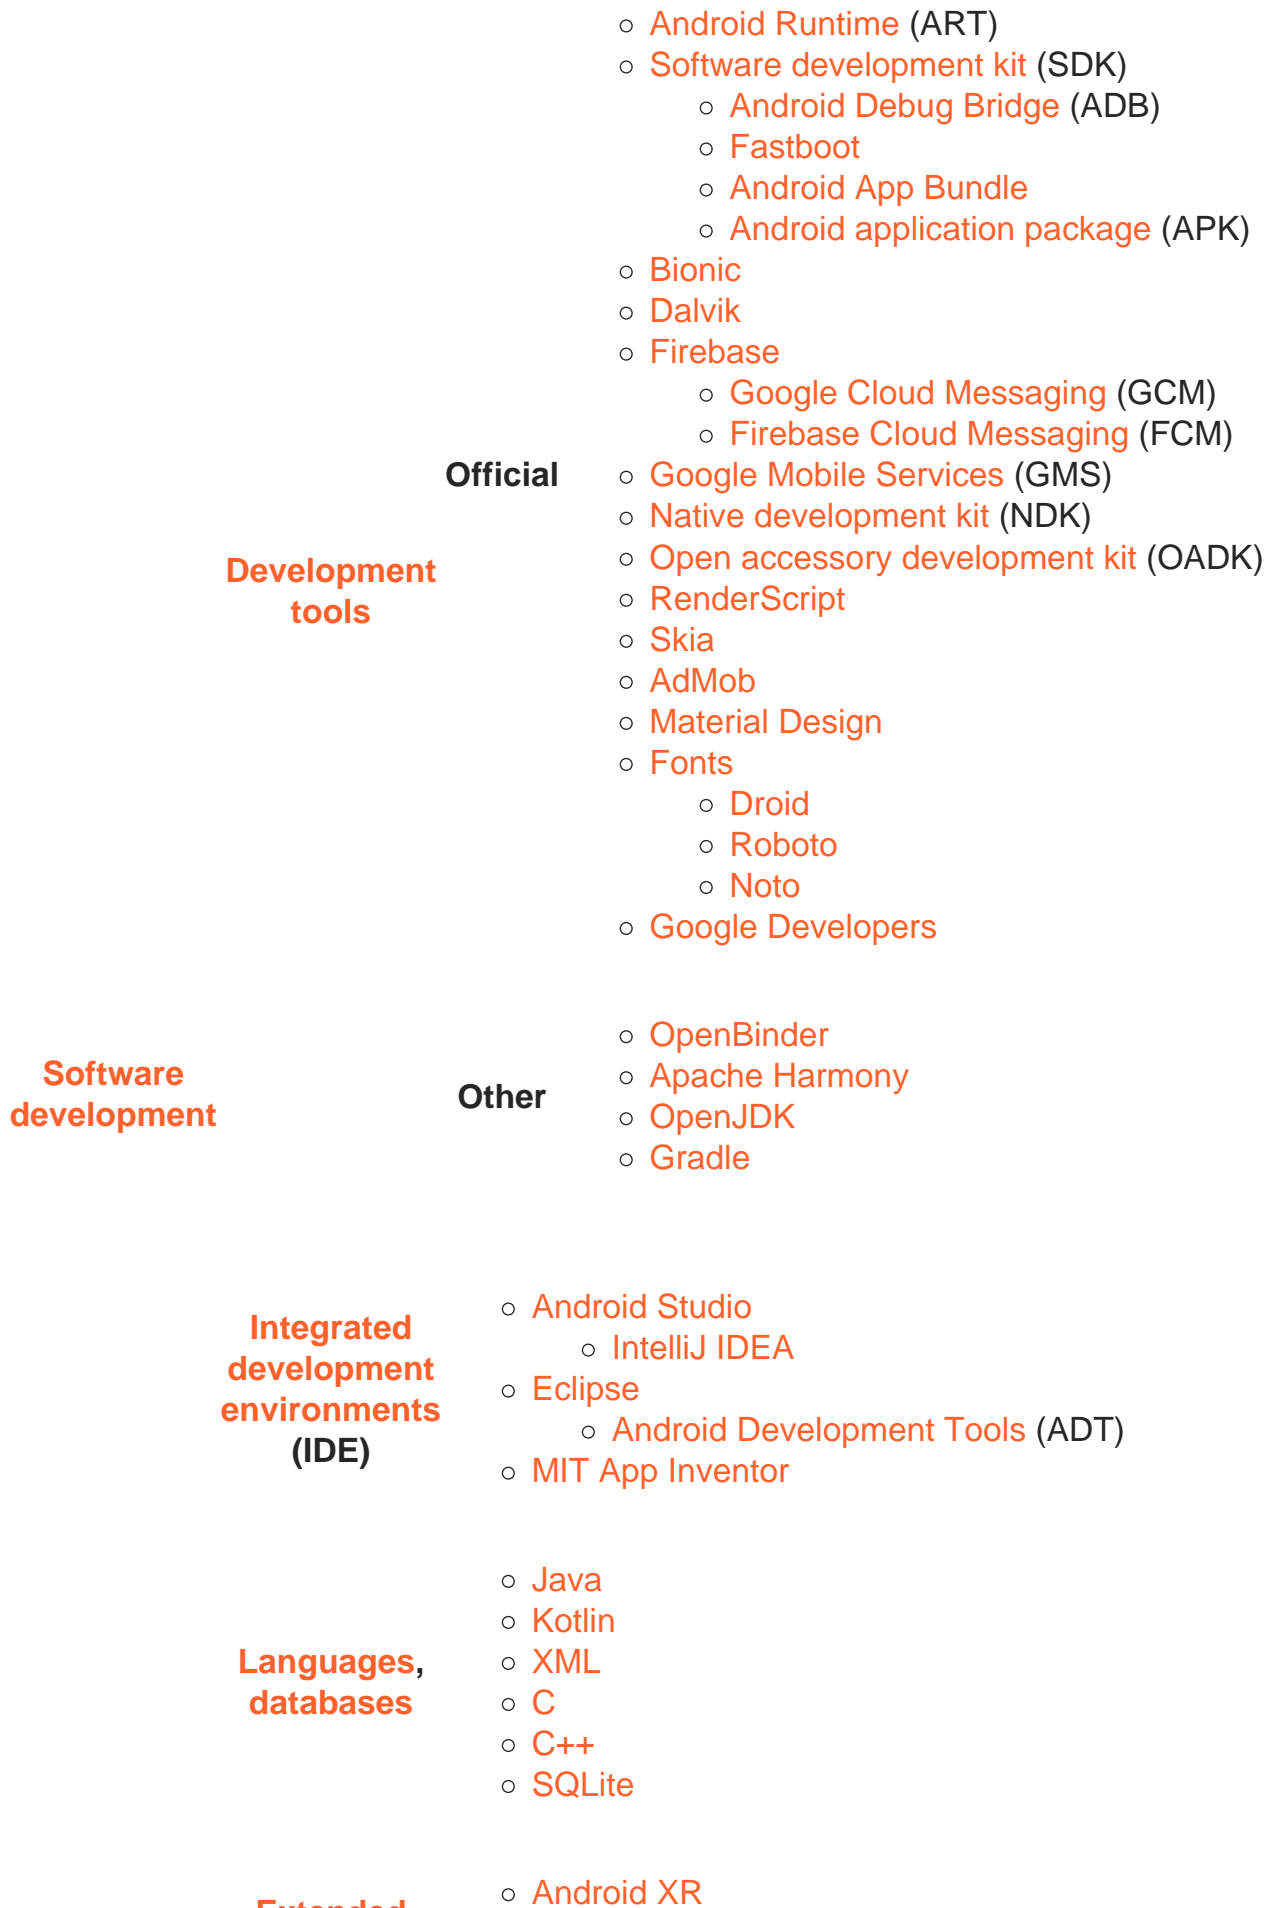 Software
development
Development
tools
Official
Android Runtime (ART)
Software development kit (SDK)
Android Debug Bridge (ADB)
Fastboot
Android App Bundle
Android application package (APK)
Bionic
Dalvik
Firebase
Google Cloud Messaging (GCM)
Firebase Cloud Messaging (FCM)
Google Mobile Services (GMS)
Native development kit (NDK)
Open accessory development kit (OADK)
RenderScript
Skia
AdMob
Material Design
Fonts
Droid
Roboto
Noto
Google Developers
Other
OpenBinder
Apache Harmony
OpenJDK
Gradle
Integrated
development
environments
(IDE)
Android Studio
IntelliJ IDEA
Eclipse
Android Development Tools (ADT)
MIT App Inventor
Languages,
databases
Java
Kotlin
XML
C
C++
SQLite
Extended
Android XR